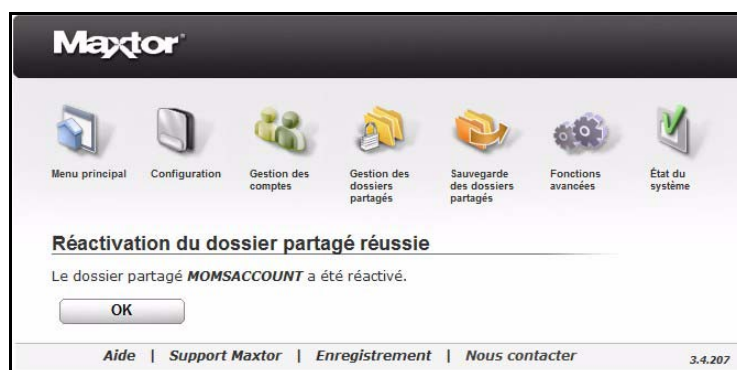 Maxtor
Menu principal
Configuration
Gestion des
comptes
Gestion des
dossiers
partagés
Sauvegarde
des dossiers
partagés
Fonctions
avancées
État du
système
Réactivation du dossier partagé réussie
Le dossier partagé MOMSACCOUNT a été réactivé.
OK
Aide | Support Maxtor | Enregistrement | Nous contacter
3.4.207